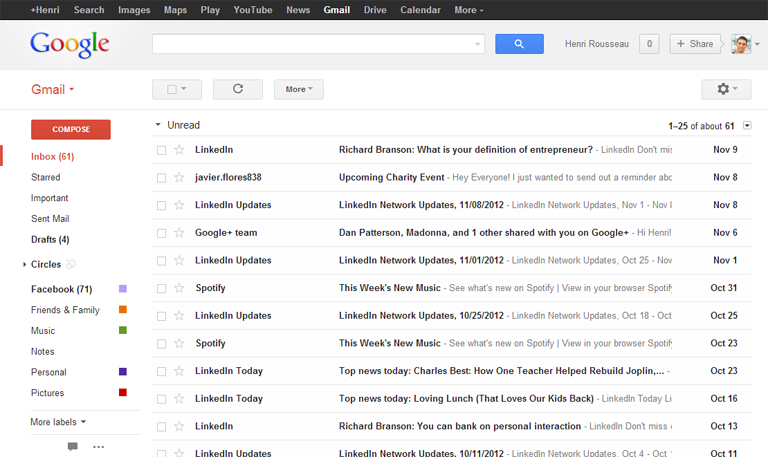 +Henri Search Images Maps Play YouTube News Gmail Drive Calendar More
Google
Henri Rousseau 0 + Share
Gmail More
COMPOSE
Unread 1–25 of about 61
Inbox (61)
Starred
Important
Sent Mail
Drafts (4)
Circles
Facebook (71)
Friends & Family
Music
Notes
Personal
Pictures
More labels
LinkedIn Richard Branson: What is your definition of entrepreneur? - LinkedIn Don't mis Nov 9
javier.flores838 Upcoming Charity Event - Hey Everyone! I just wanted to send out a reminder abo Nov 8
LinkedIn Updates LinkedIn Network Updates, 11/08/2012 - LinkedIn Network Updates, Nov 1 - Nov 8 Nov 8
Google+ team Dan Patterson, Madonna, and 1 other shared with you on Google+ - Hi Henri! Nov 6
LinkedIn Updates LinkedIn Network Updates, 11/01/2012 - LinkedIn Network Updates, Oct 25 - Nov Nov 1
Spotify This Week's New Music - See what's new on Spotify | View in your browser Spotify Oct 31
LinkedIn Updates LinkedIn Network Updates, 10/25/2012 - LinkedIn Network Updates, Oct 18 - Oct Oct 25
Spotify This Week's New Music - See what's new on Spotify | View in your browser Spotify Oct 23
LinkedIn Today Top news today: Charles Best: How One Teacher Helped Rebuild Joplin,... - LinkedIn Oct 23
LinkedIn Today Top news today: Loving Lunch (That Loves Our Kids Back) - LinkedIn Today Li Oct 16
LinkedIn Richard Branson: You can bank on personal interaction - LinkedIn Don't miss Oct 13
LinkedIn Updates LinkedIn Network Updates, 10/11/2012 - LinkedIn Network Updates, Oct 4 - Oct 11 Oct 11